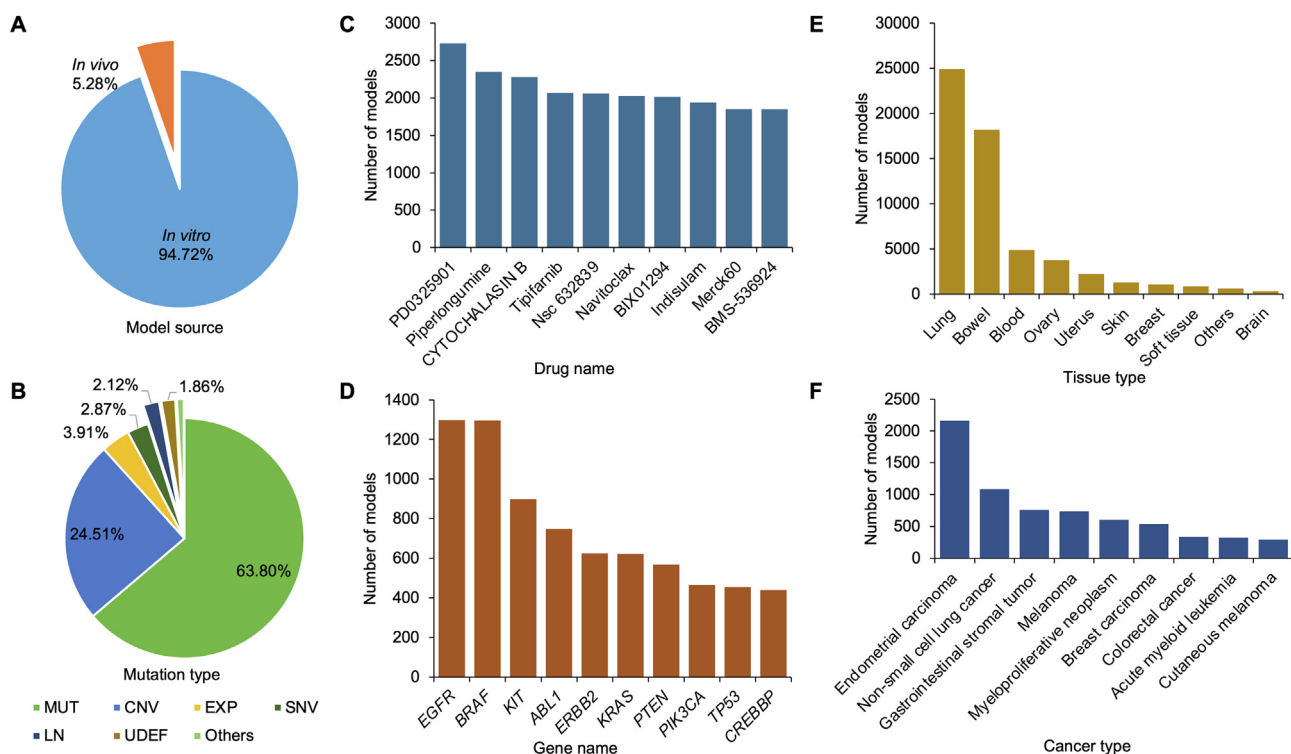 A
In vivo
5.28%
In vitro
94.72%
Model source
B
2.12%
1.86%
2.87%
3.91%
24.51%
63.80%
Mutation type
MUT
CNV
EXP
SNV
LN
UDEF
Others
C
3000
2500
2000
1500
1000
500
0
Number of models
PD0325901
Piperlongumine
CYTOCHALASIN B
Tipifarnib
Nsc 632839
Navitoclax
BIX01294
Indisulam
Merck60
BMS-536924
Drug name
D
1400
1200
1000
800
600
400
200
0
Number of models
EGFR
BRAF
KIT
ABL1
ERBB2
KRAS
PTEN
PIK3CA
TP53
CREBBP
Gene name
E
30000
25000
20000
15000
10000
5000
0
Number of models
Lung
Bowel
Blood
Ovary
Uterus
Skin
Breast
Soft tissue
Others
Brain
Tissue type
F
2500
2000
1500
1000
500
0
Number of models
Endometrial carcinoma
Non-small cell lung cancer
Gastrointestinal stromal tumor
Melanoma
Myeloproliferative neoplasm
Breast carcinoma
Colorectal cancer
Acute myeloid leukemia
Cutaneous melanoma
Cancer type